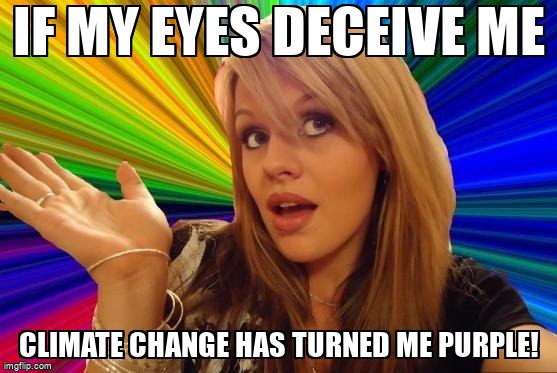 IF MY EYES DECEIVE ME
CLIMATE CHANGE HAS TURNED ME PURPLE!
imgflip.com